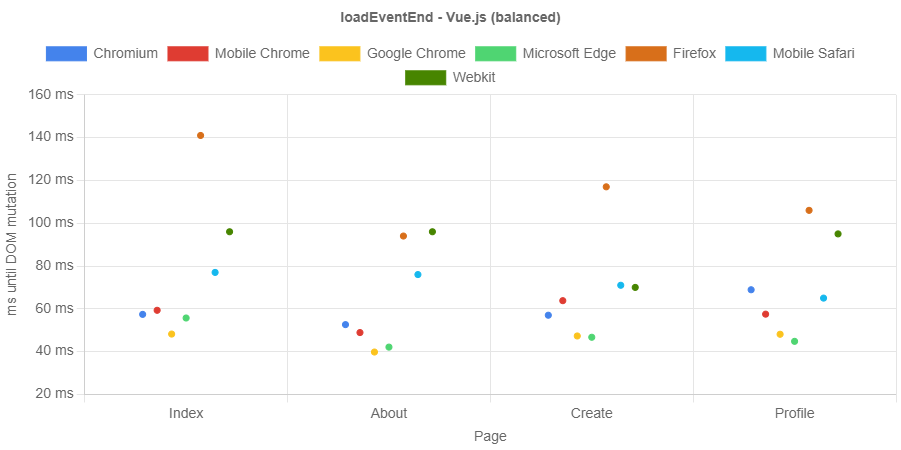 loadEventEnd - Vue.js (balanced)
Chromium Mobile Chrome Google Chrome Microsoft Edge Firefox Mobile Safari
Webkit
160 ms
140 ms
120 ms
100 ms
80 ms
60 ms
40 ms
20 ms
ms until DOM mutation
Index About Create Profile
Page